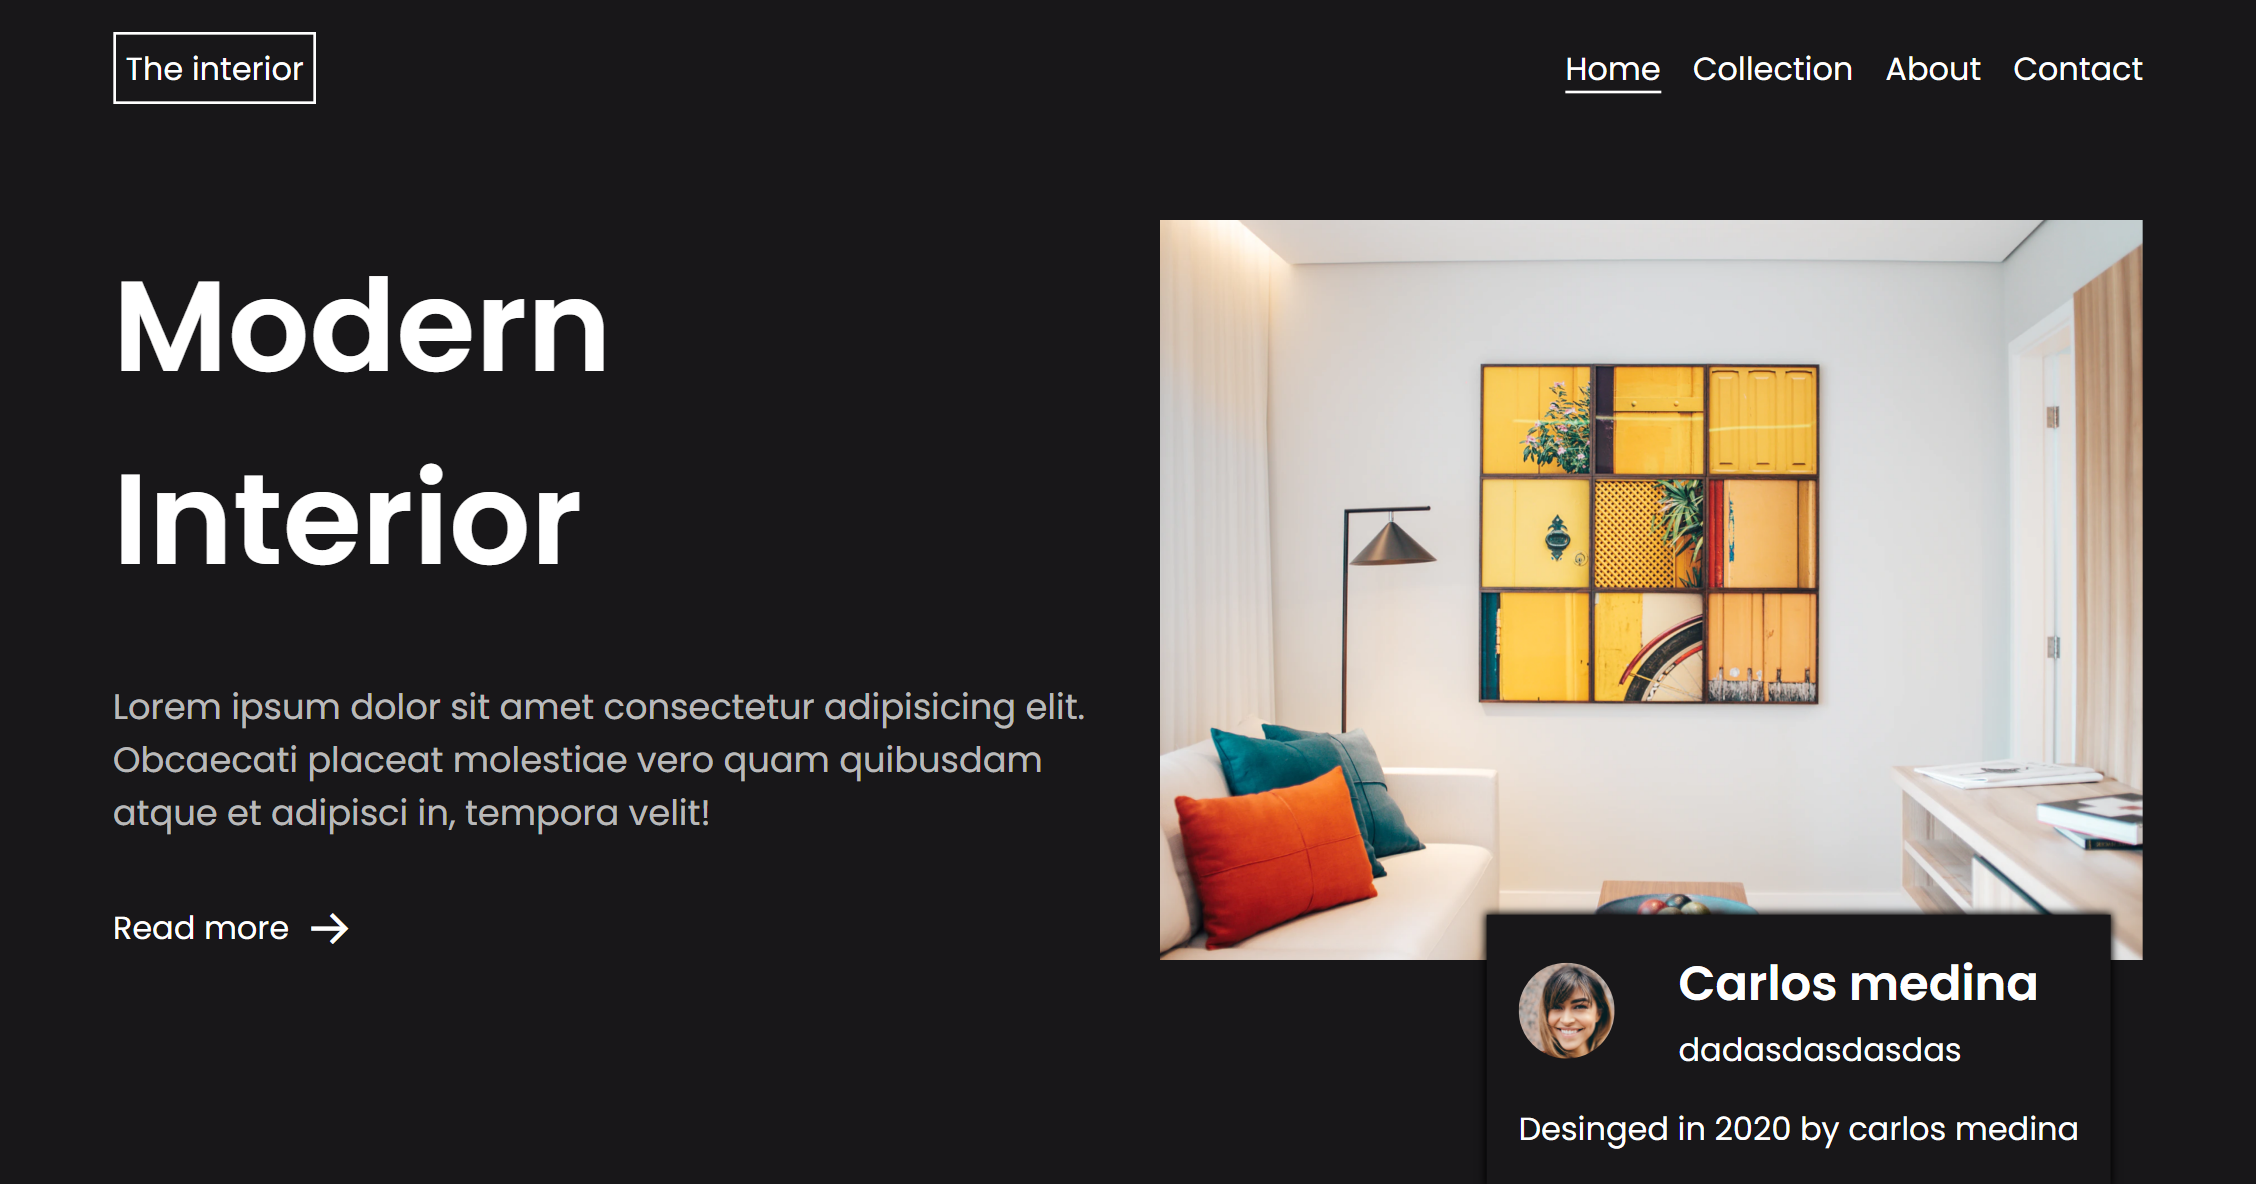 The interior
Home Collection About Contact
Modern
Interior
Lorem ipsum dolor sit amet consectetur adipisicing elit.
Obcaecati placeat molestiae vero quam quibusdam
atque et adipisci in, tempora velit!
Read more
Carlos medina
dadasdasdasdas
Desinged in 2020 by carlos medina